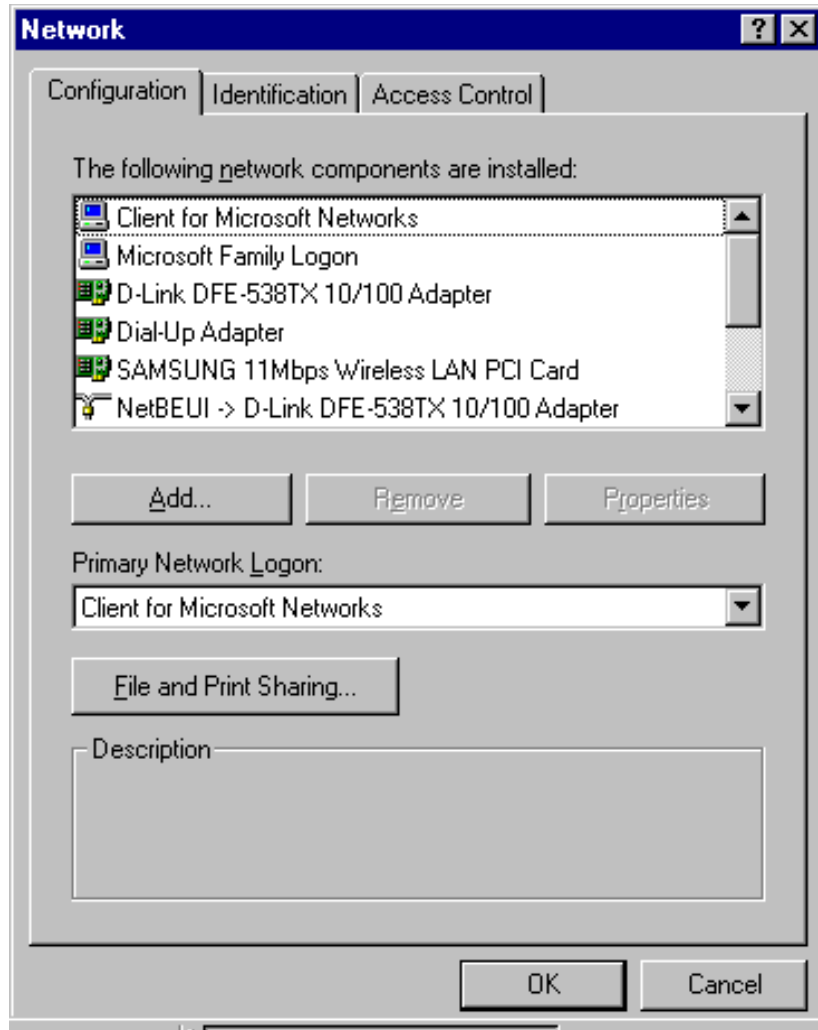 Network
Configuration Identification Access Control
The following network components are installed:
Client for Microsoft Networks
Microsoft Family Logon
D-Link DFE-538TX 10/100 Adapter
Dial-Up Adapter
SAMSUNG 11Mbps Wireless LAN PCI Card
NetBEUI -> D-Link DFE-538TX 10/100 Adapter
Add... Remove Properties
Primary Network Logon:
Client for Microsoft Networks
File and Print Sharing...
Description
OK Cancel